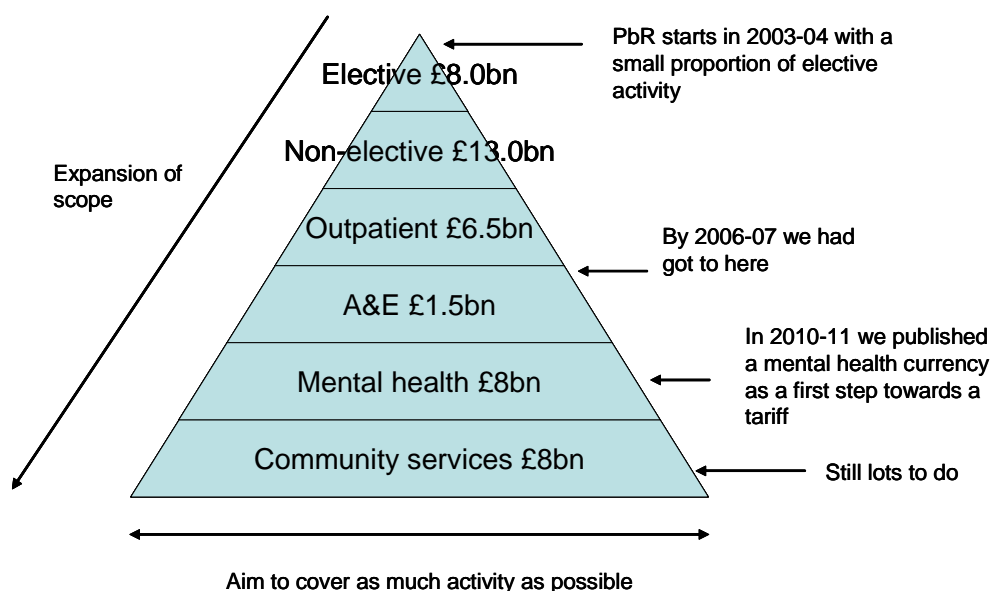 PbR starts in 2003-04 with a
small proportion of elective
activity
Elective £8.0bn
Non-elective £13.0bn
Expansion of
scope
Outpatient £6.5bn
By 2006-07 we had
got to here
A&E £1.5bn
In 2010-11 we published
a mental health currency
as a first step towards a
tariff
Mental health £8bn
Community services £8bn
Still lots to do
Aim to cover as much activity as possible